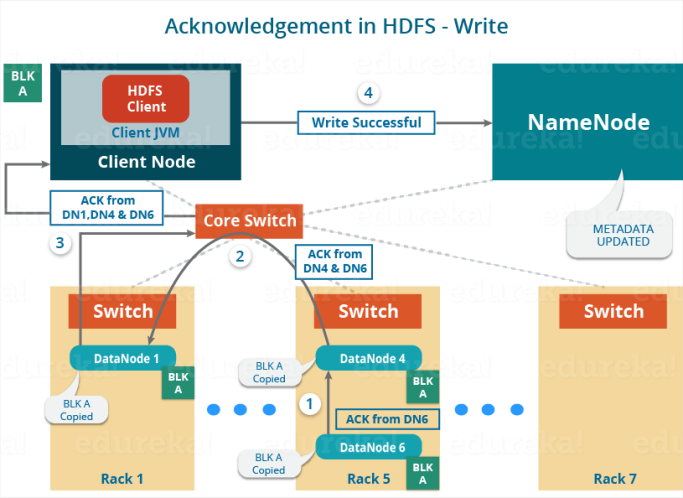 Acknowledgement in HDFS - Write
BLK
A
HDFS
Client
Client JVM
Client Node
4
Write Successful
NameNode
METADATA
UPDATED
ACK from
DN1,DN4 & DN6
Core Switch
3
2
ACK from
DN4 & DN6
Switch
Switch
Switch
DataNode 1
BLK
A
BLK A
Copied
DataNode 4
BLK A
Copied
BLK
A
1
ACK from DN6
DataNode 6
BLK A
Copied
BLK
A
Rack 1
Rack 5
Rack 7
edureka!